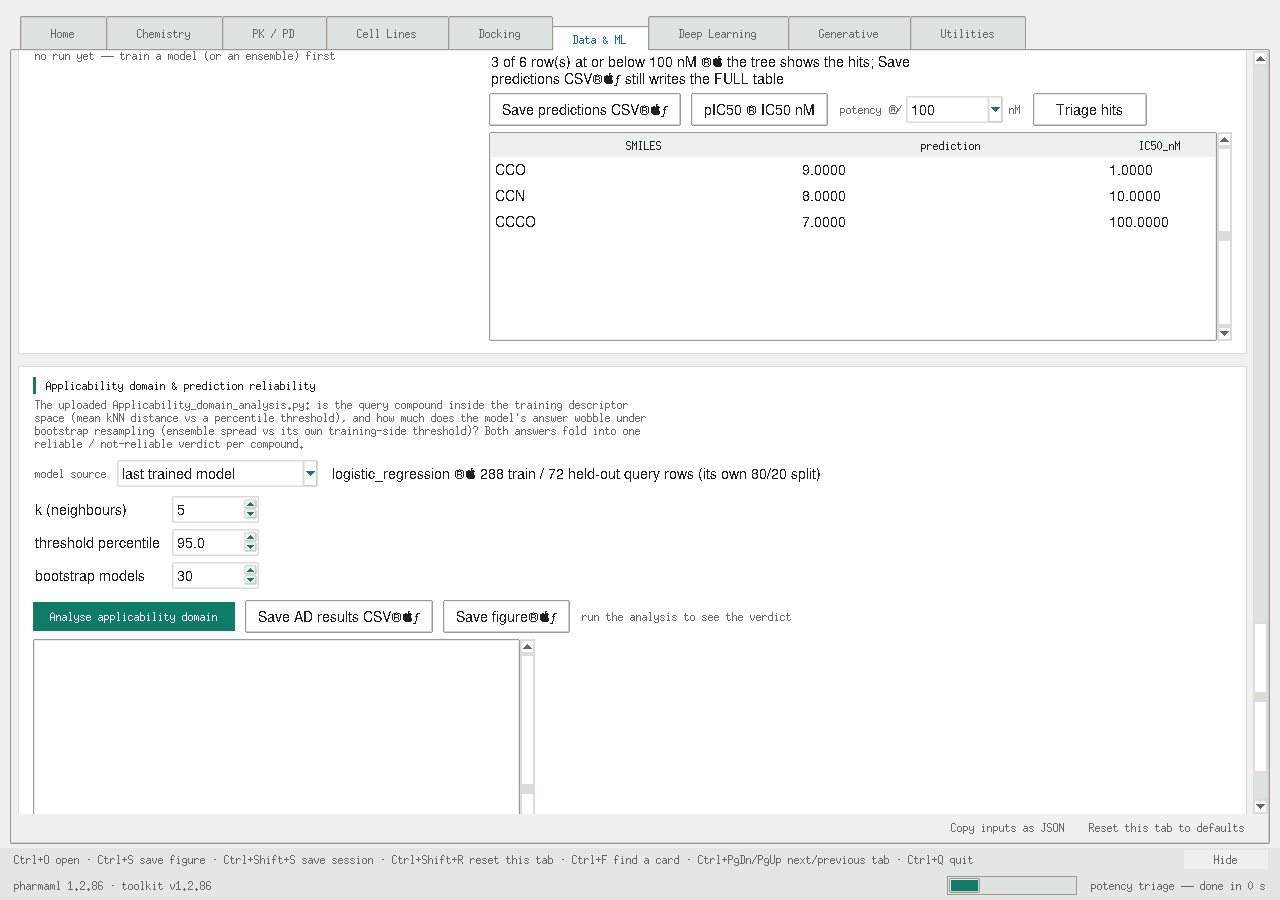 Home
Chemistry
PK / PD
Cell Lines
Docking
Data & ML
Deep Learning
Generative
Utilities
no run yet — train a model (or an ensemble) first
3 of 6 row(s) at or below 100 nM ® the tree shows the hits; Save
predictions CSV®ƒ still writes the FULL table
Save predictions CSV®ƒ
pIC50 ® IC50 nM
potency ®⁄
100
nM
Triage hits
SMILES prediction IC50_nM
CCO 9.0000 1.0000
CCN 8.0000 10.0000
CCCO 7.0000 100.0000
Applicability domain & prediction reliability
The uploaded Applicability_domain_analysis.py: is the query compound inside the training descriptor
space (mean kNN distance vs a percentile threshold), and how much does the model's answer wobble under
bootstrap resampling (ensemble spread vs its own training-side threshold)? Both answers fold into one
reliable / not-reliable verdict per compound.
model source
last trained model
logistic_regression ® 288 train / 72 held-out query rows (its own 80/20 split)
k (neighbours) 5
threshold percentile 95.0
bootstrap models 30
Analyse applicability domain
Save AD results CSV®ƒ
Save figure®ƒ
run the analysis to see the verdict
Copy inputs as JSON
Reset this tab to defaults
Ctrl+O open · Ctrl+S save figure · Ctrl+Shift+S save session · Ctrl+Shift+R reset this tab · Ctrl+F find a card · Ctrl+PgDn/PgUp next/previous tab · Ctrl+Q quit
Hide
pharmaml 1.2.86 · toolkit v1.2.86
potency triage — done in 0 s